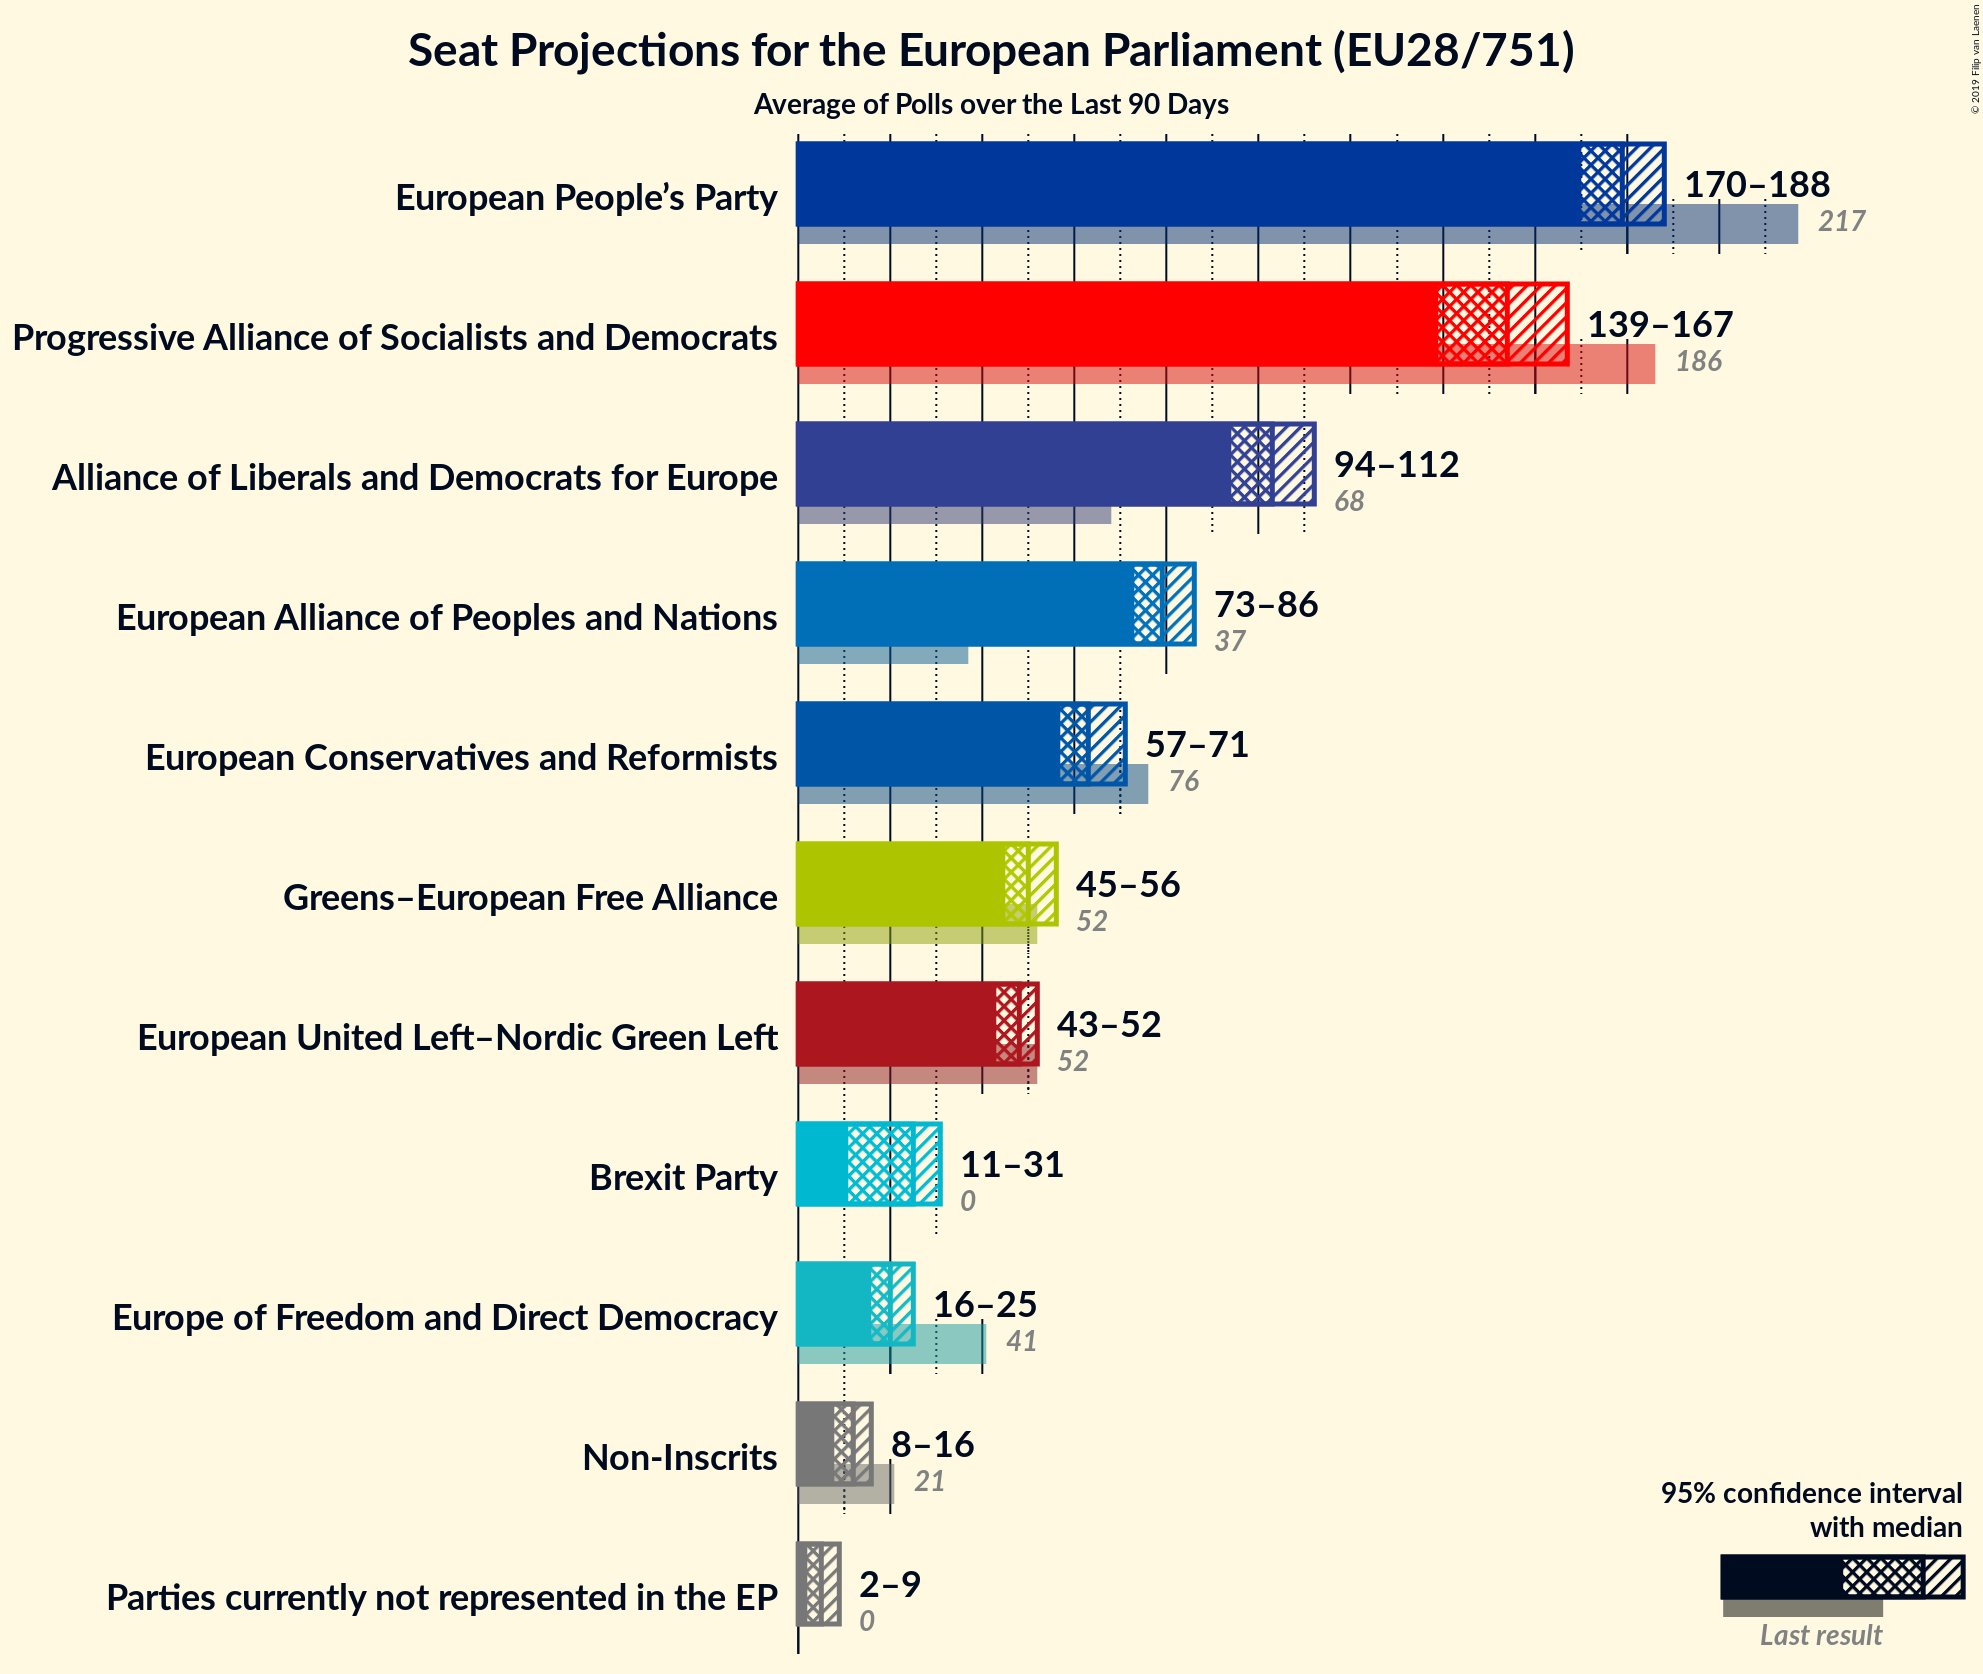 Seat Projections for the European Parliament (EU28/751)
Average of Polls over the Last 90 Days
© 2019 Filip van Laenen
European People’s Party
170–188
217
Progressive Alliance of Socialists and Democrats
139–167
186
Alliance of Liberals and Democrats for Europe
94–112
68
European Alliance of Peoples and Nations
73–86
37
European Conservatives and Reformists
57–71
76
Greens–European Free Alliance
45–56
52
European United Left–Nordic Green Left
43–52
52
Brexit Party
11–31
0
Europe of Freedom and Direct Democracy
16–25
41
Non-Inscrits
8–16
21
Parties currently not represented in the EP
2–9
0
95% confidence interval
with median
Last result